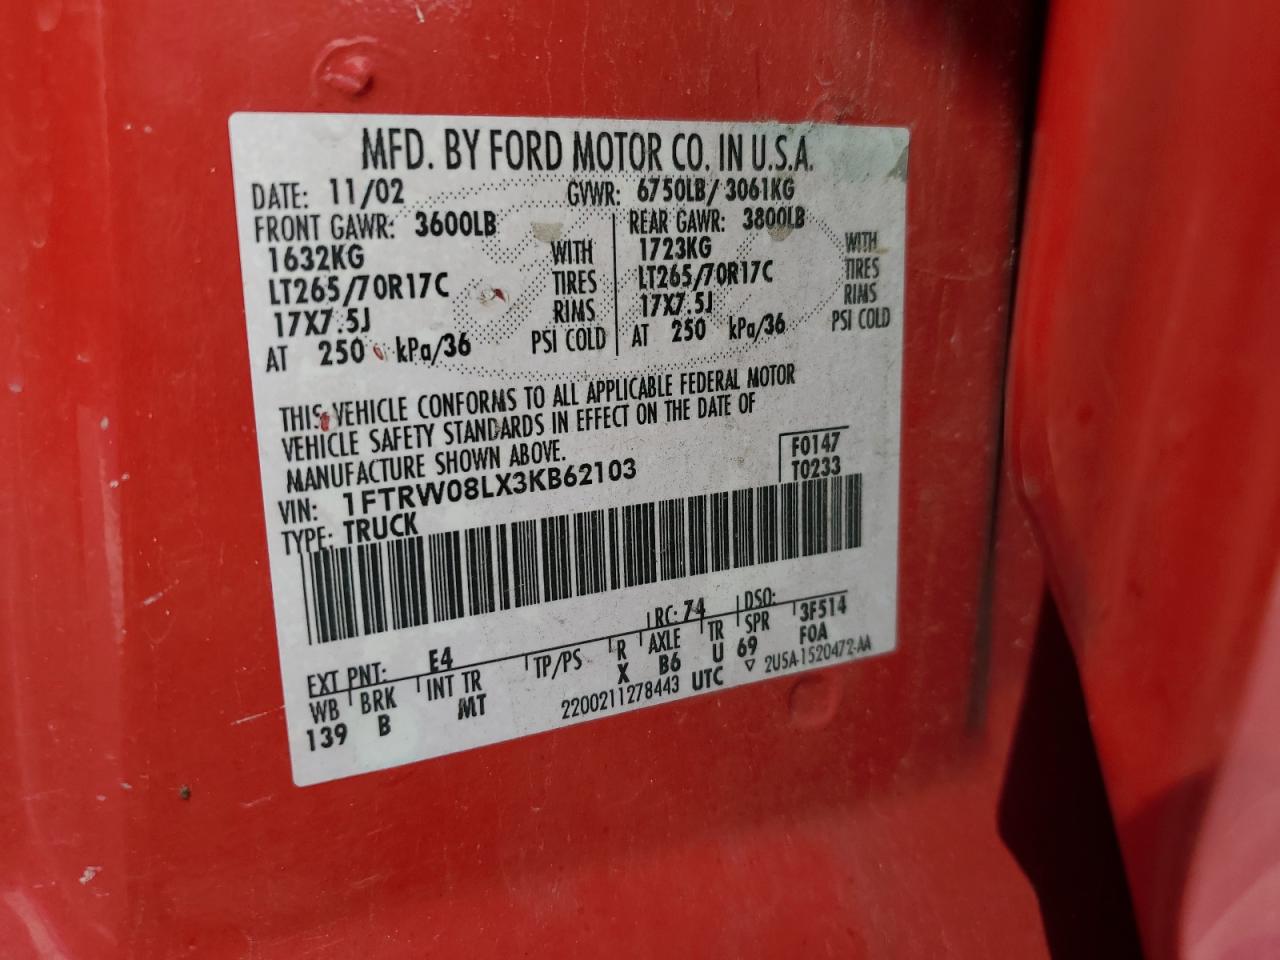 MFD. BY FORD MOTOR CO. IN U.S.A.
DATE: 11/02 GVWR: 6750LB/ 3061KG
FRONT GAWR: 3600LB REAR GAWR: 3800LB
1632KG WITH 1723KG WITH
LT265/70R17C TIRES LT265/70R17C TIRES
17X7.5J RIMS 17X7.5J RIMS
AT 250 kPa/36 PSI COLD AT 250 kPa/36 PSI COLD
THIS VEHICLE CONFORMS TO ALL APPLICABLE FEDERAL MOTOR
VEHICLE SAFETY STANDARDS IN EFFECT ON THE DATE OF
MANUFACTURE SHOWN ABOVE.
F0147
VIN: 1FTRW08LX3KB62103 T0233
TYPE: TRUCK
EXT PNT: E4 RC: 74 DSO: 3F514
WB BRK INT TR TP/PS R AXLE TR SPR F0A
139 B MT X B6 U 69
2200211278443 UTC ▽ 2U5A-1520472-AA